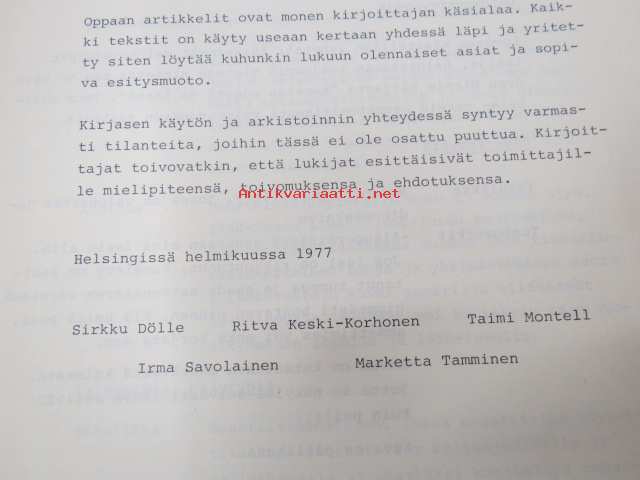 Oppaan artikkelit ovat monen kirjoittajan käsialaa. Kaik-
ki tekstit on käyty useaan kertaan yhdessä läpi ja yritet-
ty siten löytää kuhunkin lukuun olennaiset asiat ja sopi-
va esitysmuoto.
Kirjasen käytön ja arkistoinnin yhteydessä syntyy varmas-
ti tilanteita, joihin tässä ei ole osattu puuttua. Kirjoit-
tajat toivovatkin, että lukijat esittäisivät toimittajil-
le mielipiteensä, toivomuksensa ja ehdotuksensa.
Antikvariaatti.net
Helsingissä helmikuussa 1977
Sirkku Dölle Ritva Keski-Korhonen Taimi Montell
Irma Savolainen Marketta Tamminen